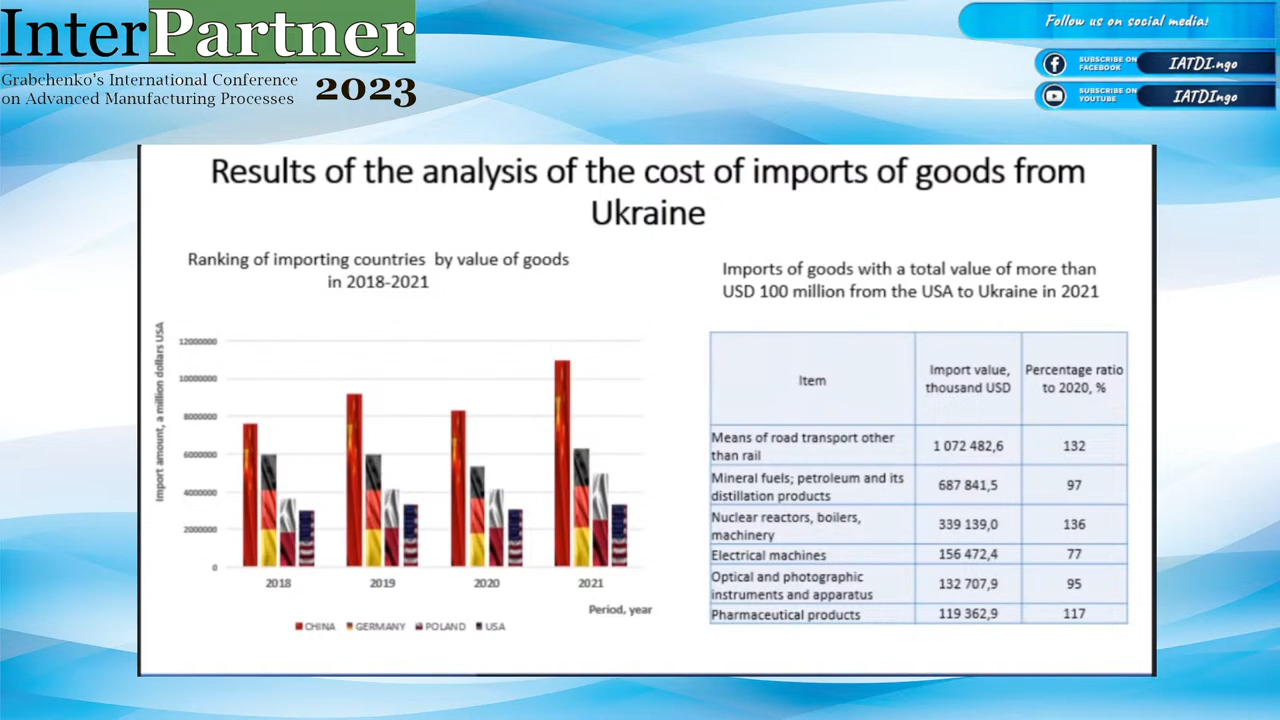 InterPartner
Grabchenko's International Conference
on Advanced Manufacturing Processes
2023
Follow us on social media!
SUBSCRIBE ON
FACEBOOK
IATDI.ngo
SUBSCRIBE ON
YOUTUBE
IATDIngo
Results of the analysis of the cost of imports of goods from
Ukraine
Ranking of importing countries by value of goods
in 2018-2021
Import amount, a million dollars USA
12000000
10000000
8000000
6000000
4000000
2000000
0
2018 2019 2020 2021
Period, year
CHINA GERMANY POLAND USA
Imports of goods with a total value of more than
USD 100 million from the USA to Ukraine in 2021
Item
Import value,
thousand USD
Percentage ratio
to 2020, %
Means of road transport other
than rail
1 072 482,6
132
Mineral fuels; petroleum and its
distillation products
687 841,5
97
Nuclear reactors, boilers,
machinery
339 139,0
136
Electrical machines
156 472,4
77
Optical and photographic
instruments and apparatus
132 707,9
95
Pharmaceutical products
119 362,9
117